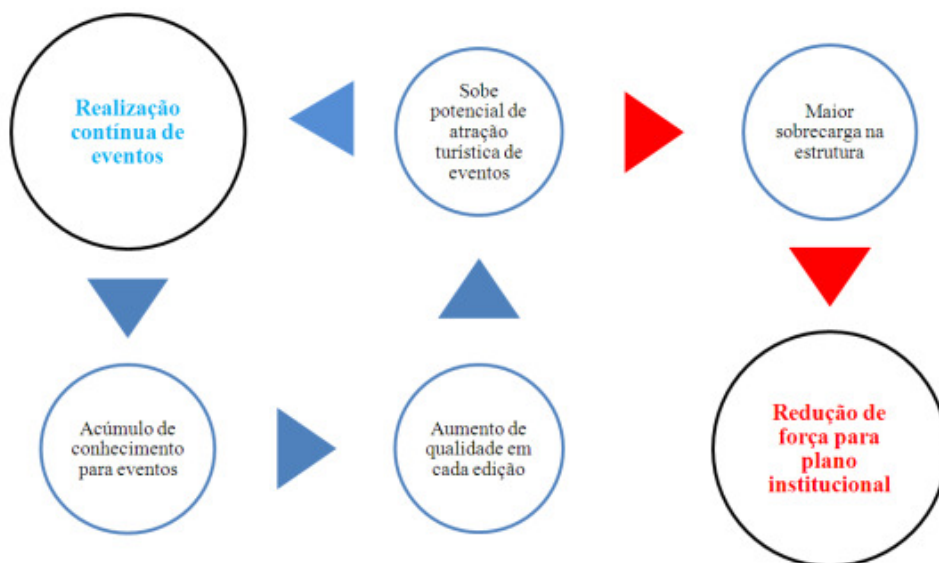 Realização
contínua de
eventos
Sobe
potencial de
atração
turística de
eventos
Maior
sobrecarga na
estrutura
Acúmulo de
conhecimento
para eventos
Aumento de
qualidade em
cada edição
Redução de
força para
plano
institucional